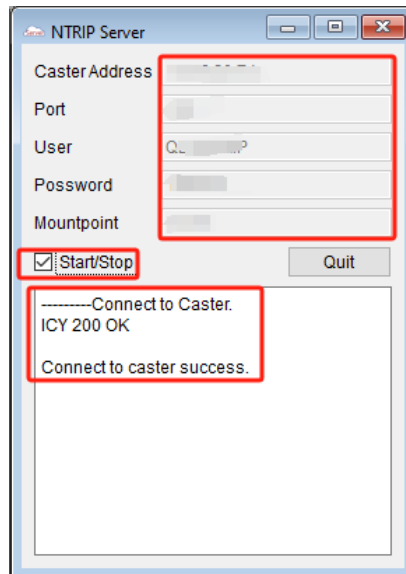 NTRIP Server
Caster Address
Port
User
Possword
Mountpoint
Start/Stop
Quit
---------Connect to Caster.
ICY 200 OK
Connect to caster success.